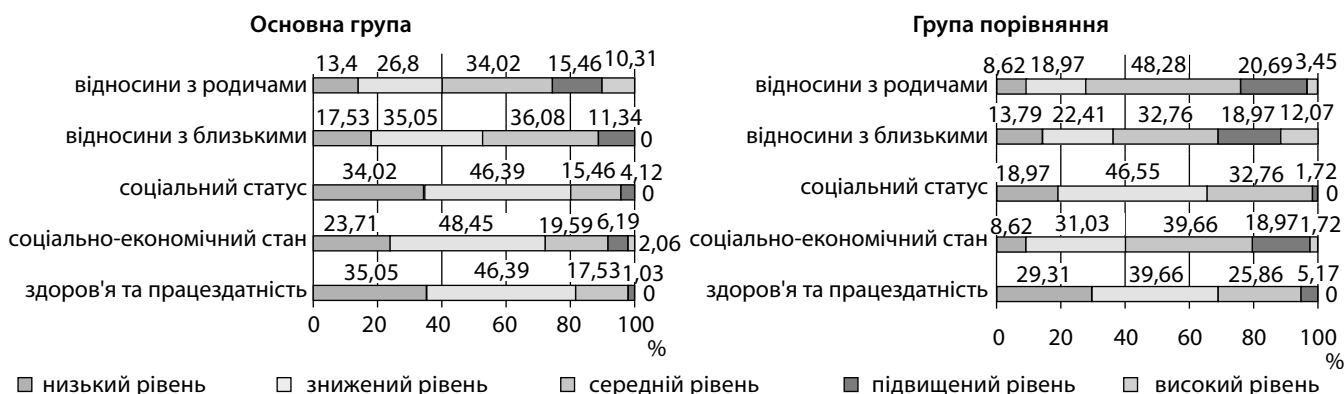 Основна група
відносини з родичами 13,4 26,8 34,02 15,46 10,31
відносини з близькими 17,53 35,05 36,08 11,34 0
соціальний статус 34,02 46,39 15,46 4,12 0
соціально-економічний стан 23,71 48,45 19,59 6,19 2,06
здоров'я та працездатність 35,05 46,39 17,53 1,03 0
0 20 40 60 80 100
%
Група порівняння
відносини з родичами 8,62 18,97 48,28 20,69 3,45
відносини з близькими 13,79 22,41 32,76 18,97 12,07
соціальний статус 18,97 46,55 32,76 1,72 0
соціально-економічний стан 8,62 31,03 39,66 18,97 1,72
здоров'я та працездатність 29,31 39,66 25,86 5,17 0
0 20 40 60 80 100
%
низький рівень знижений рівень середній рівень підвищений рівень високий рівень